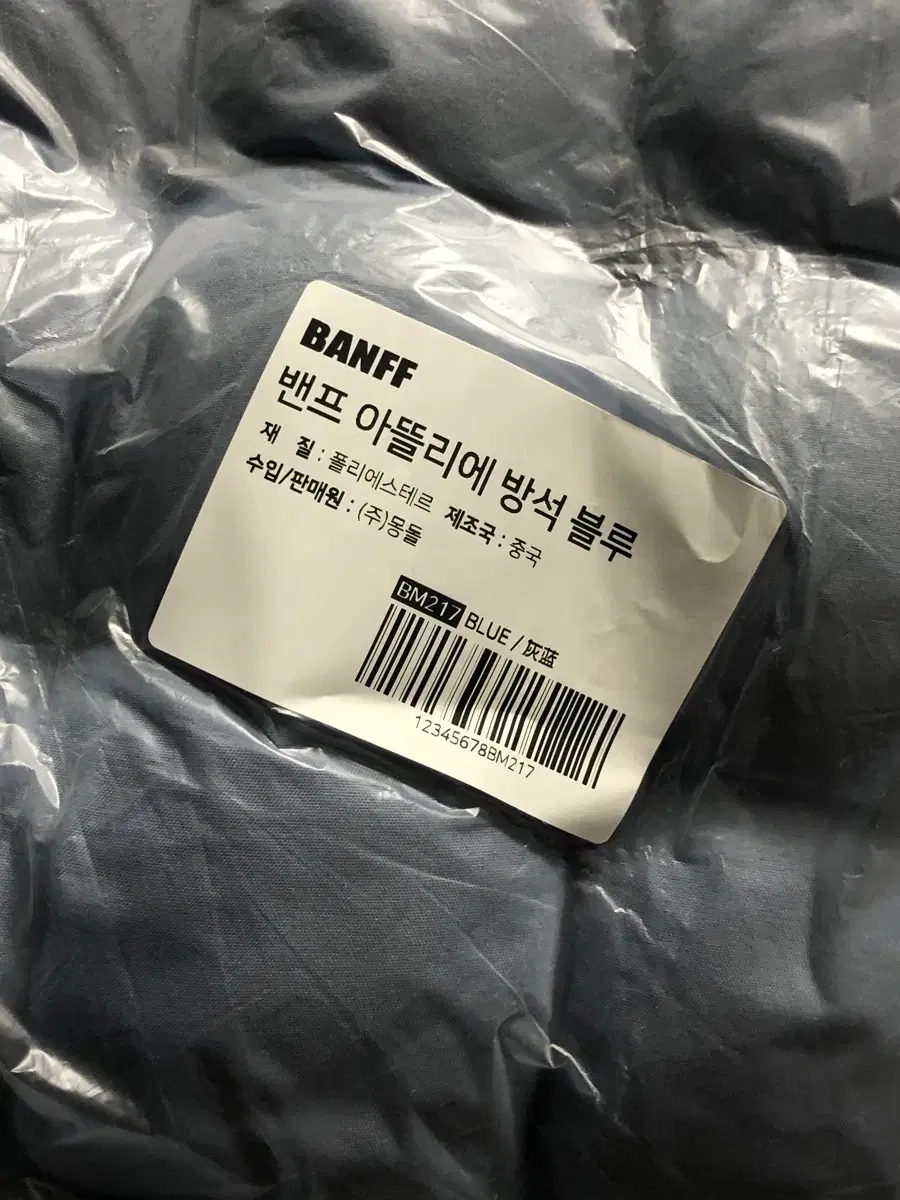 BANFF
밴프 아뜰리에 방석 블루
재 질 : 폴리에스테르 제조국 : 중국
수입/판매원 : (주)몽돌
BM217 BLUE / 灰蓝
12345678BM217